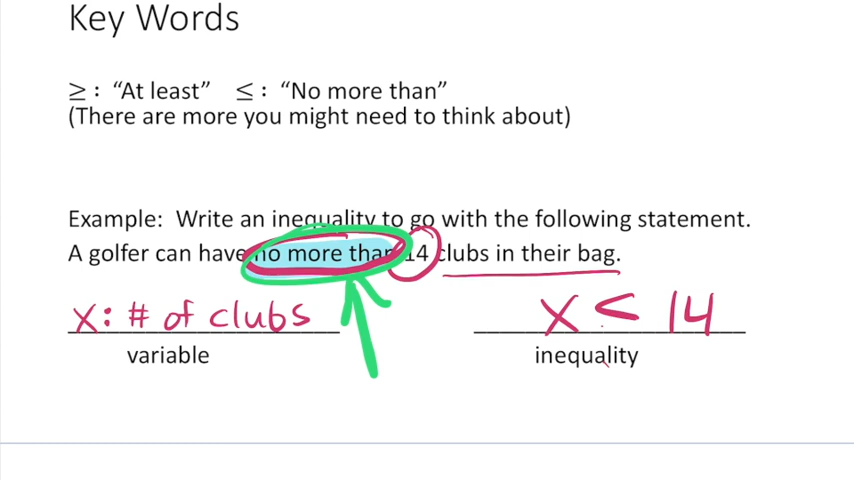 Key Words
≥ : “At least” ≤ : “No more than”
(There are more you might need to think about)
Example: Write an inequality to go with the following statement.
A golfer can have no more than 14 clubs in their bag.
x: # of clubs x < 14
variable inequality